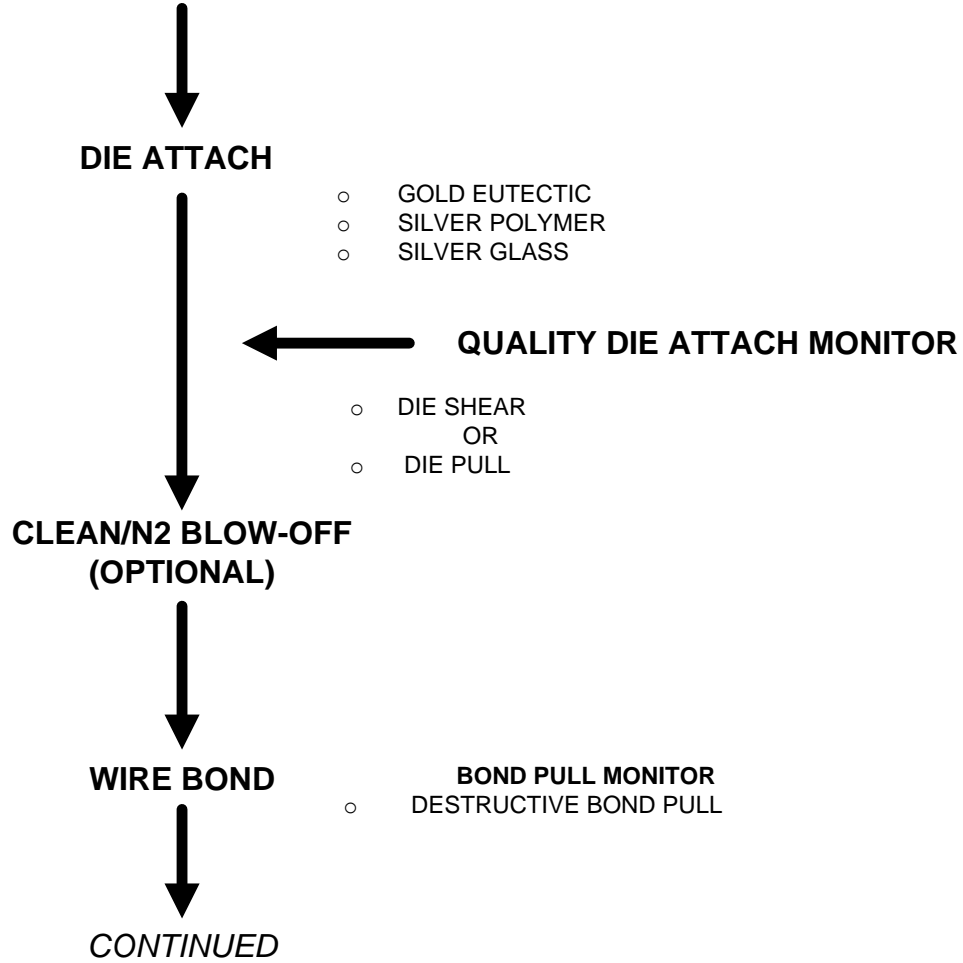 DIE ATTACH
○ GOLD EUTECTIC
○ SILVER POLYMER
○ SILVER GLASS
QUALITY DIE ATTACH MONITOR
○ DIE SHEAR
OR
○ DIE PULL
CLEAN/N2 BLOW-OFF
(OPTIONAL)
WIRE BOND
BOND PULL MONITOR
○ DESTRUCTIVE BOND PULL
CONTINUED